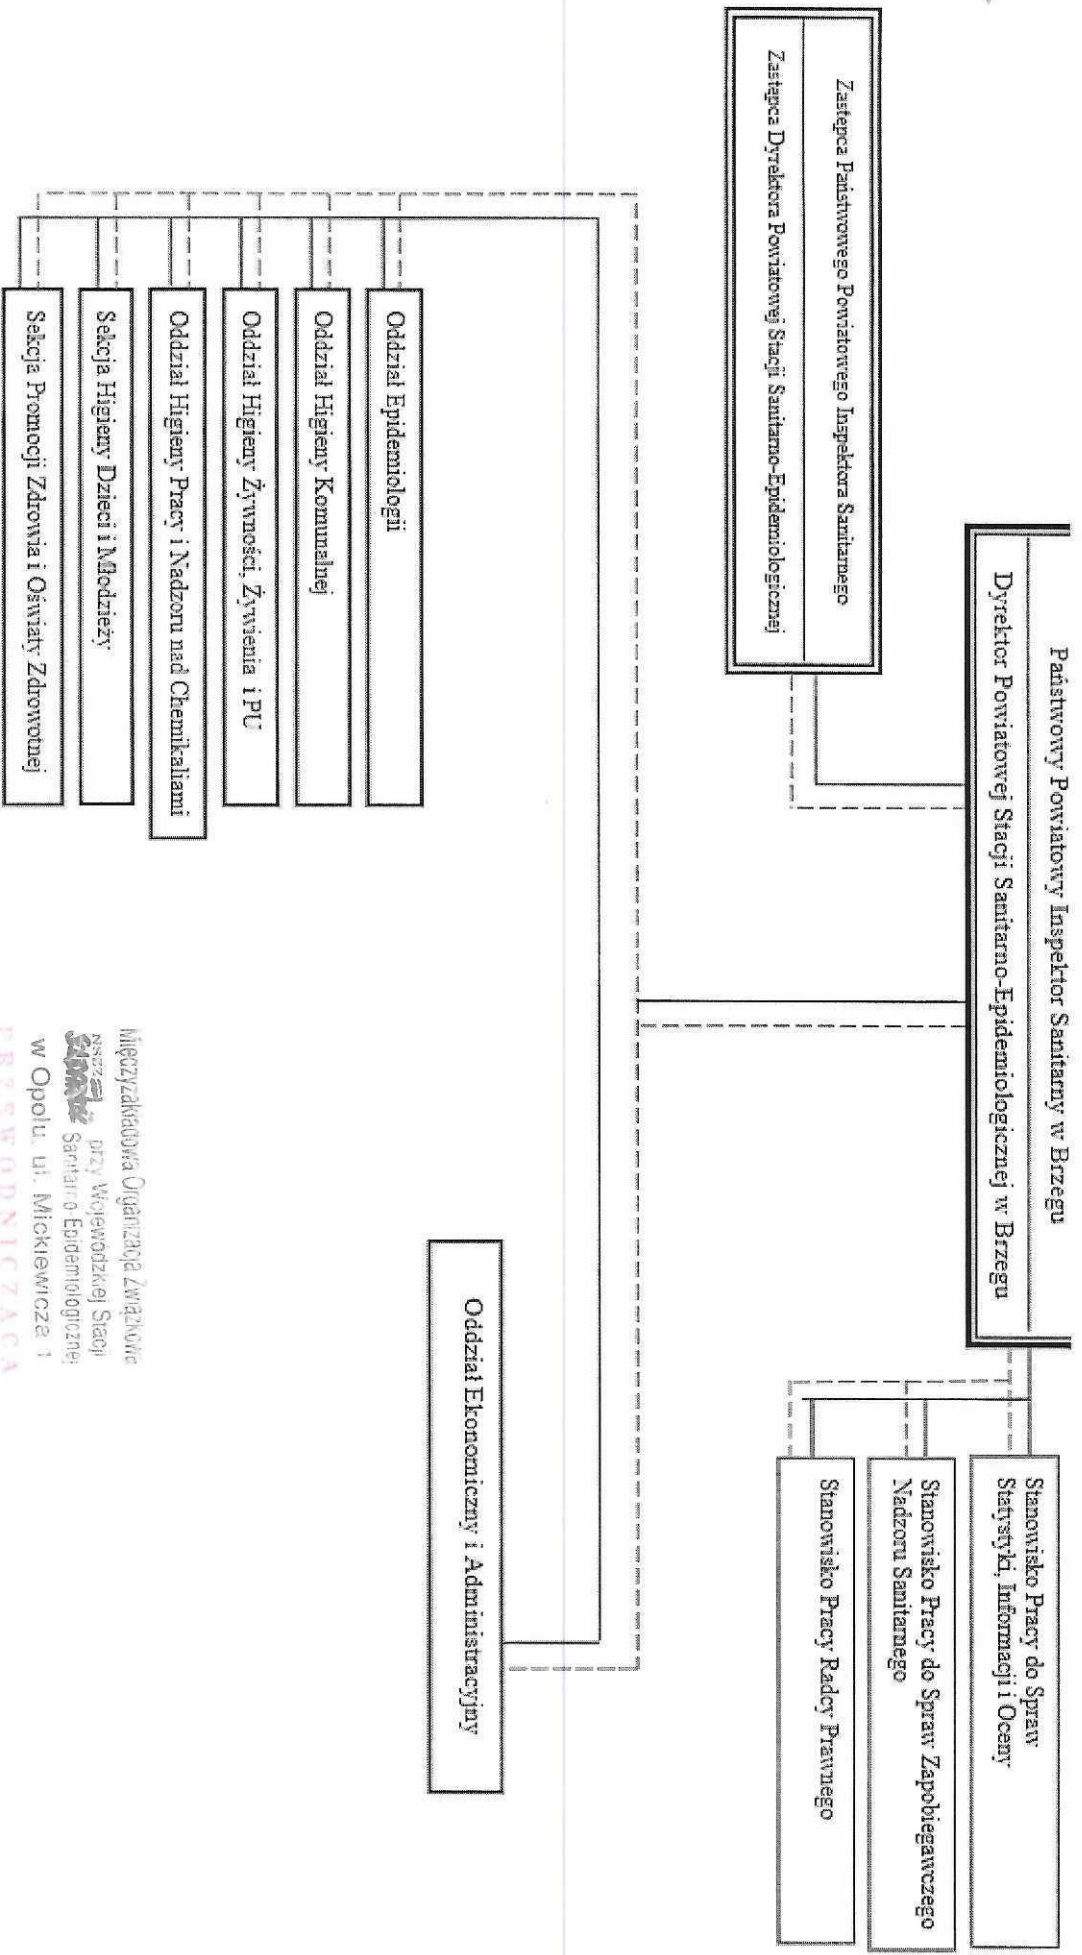 Państwowy Powiatowy Inspektor Sanitarny w Brzegu
Dyrektor Powiatowej Stacji Sanitarno-Epidemiologicznej w Brzegu
Zastępca Państwowego Powiatowego Inspektora Sanitarnego
Zastępca Dyrektora Powiatowej Stacji Sanitarno-Epidemiologicznej
Stanowisko Pracy do Spraw
Statystyki, Informacji i Oceny
Stanowisko Pracy do Spraw Zapobiegawczego
Nadzoru Sanitarnego
Stanowisko Pracy Radcy Prawnego
Oddział Epidemiologii
Oddział Higieny Komunalnej
Oddział Higieny Żywności, Żywienia i PU
Oddział Higieny Pracy i Nadzoru nad Chemikaliami
Sekcja Higieny Dzieci i Młodzieży
Sekcja Promocji Zdrowia i Oświaty Zdrowotnej
Oddział Ekonomiczny i Administracyjny
Międzyzakładowa Organizacja Związkowa
NSZZ Solidarność przy Wojewódzkiej Stacji
Sanitarno-Epidemiologicznej
w Opolu, ul. Mickiewicza 1
PRZEWODNICZĄCA